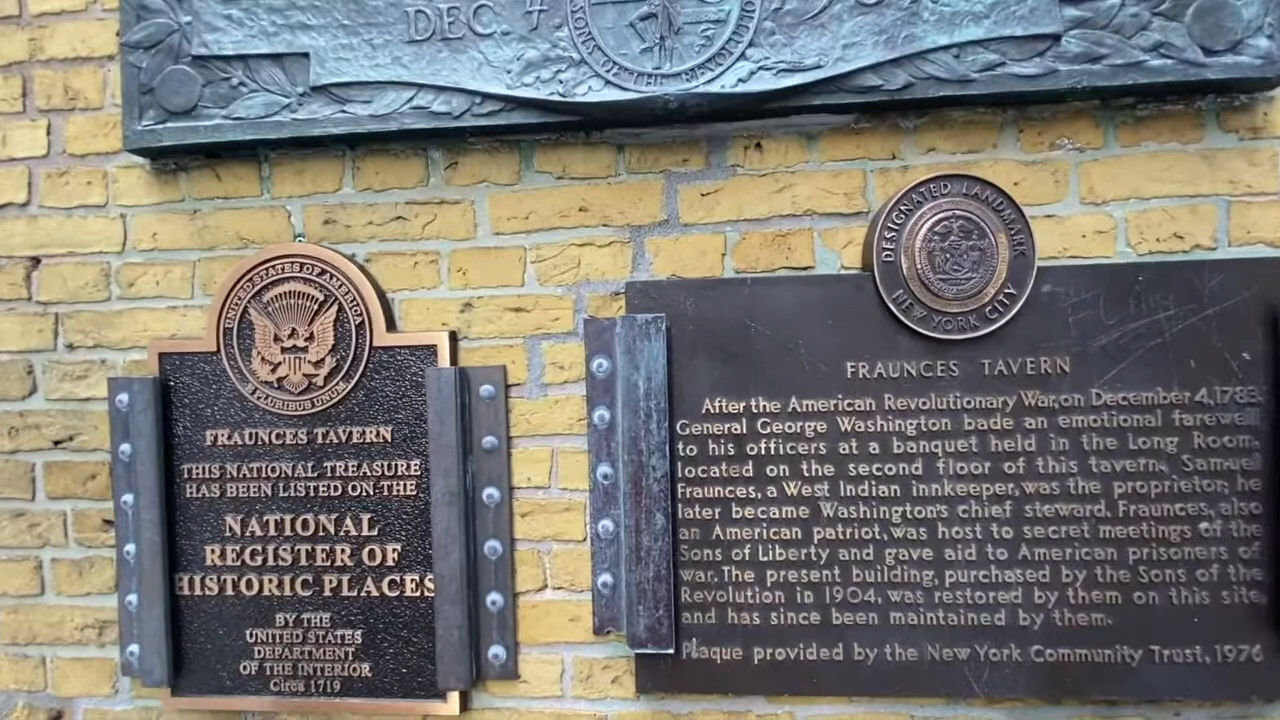 DEC. 4
SONS OF THE REVOLUTION
UNITED STATES OF AMERICA
E PLURIBUS UNUM
FRAUNCES TAVERN
THIS NATIONAL TREASURE
HAS BEEN LISTED ON THE
NATIONAL
REGISTER OF
HISTORIC PLACES
BY THE
UNITED STATES
DEPARTMENT
OF THE INTERIOR
Circa 1719
DESIGNATED LANDMARK
NEW YORK CITY
FRAUNCES TAVERN
After the American Revolutionary War, on December 4, 1783,
General George Washington bade an emotional farewell
to his officers at a banquet held in the Long Room,
located on the second floor of this tavern. Samuel
Fraunces, a West Indian innkeeper, was the proprietor; he
later became Washington's chief steward. Fraunces, also
an American patriot, was host to secret meetings of the
Sons of Liberty and gave aid to American prisoners of
war. The present building, purchased by the Sons of the
Revolution in 1904, was restored by them on this site,
and has since been maintained by them.
Plaque provided by the New York Community Trust, 1976